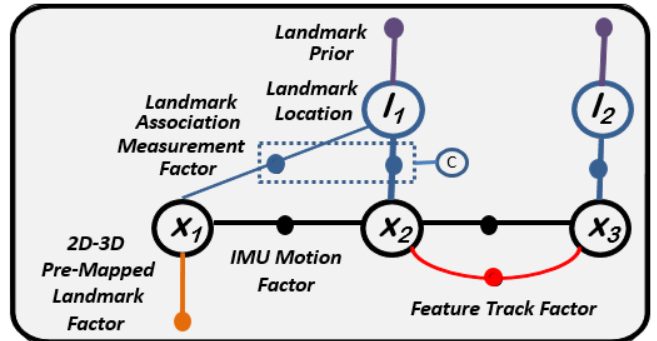 Landmark
Prior
Landmark
Location
l₁
l₂
Landmark
Association
Measurement
Factor
C
x₁
x₂
x₃
2D-3D
Pre-Mapped
Landmark
Factor
IMU Motion
Factor
Feature Track Factor